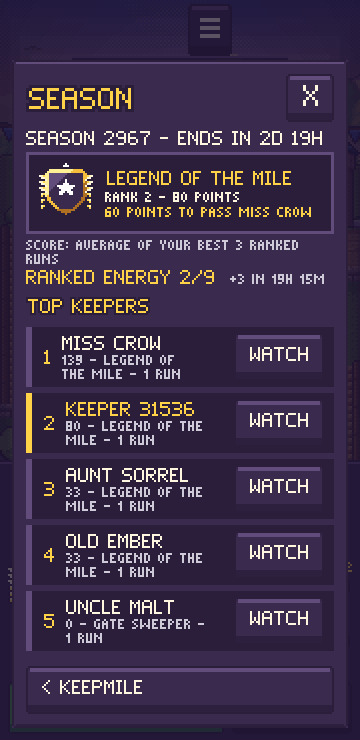 SEASON
X
SEASON 2967 - ENDS IN 2D 19H
LEGEND OF THE MILE
RANK 2 - 80 POINTS
60 POINTS TO PASS MISS CROW
SCORE: AVERAGE OF YOUR BEST 3 RANKED
RUNS
RANKED ENERGY 2/9 +3 IN 19H 15M
TOP KEEPERS
1 MISS CROW
139 - LEGEND OF
THE MILE - 1 RUN
WATCH
2 KEEPER 31536
80 - LEGEND OF THE
MILE - 1 RUN
WATCH
3 AUNT SORREL
33 - LEGEND OF THE
MILE - 1 RUN
WATCH
4 OLD EMBER
33 - LEGEND OF THE
MILE - 1 RUN
WATCH
5 UNCLE MALT
0 - GATE SWEEPER -
1 RUN
WATCH
< KEEPMILE